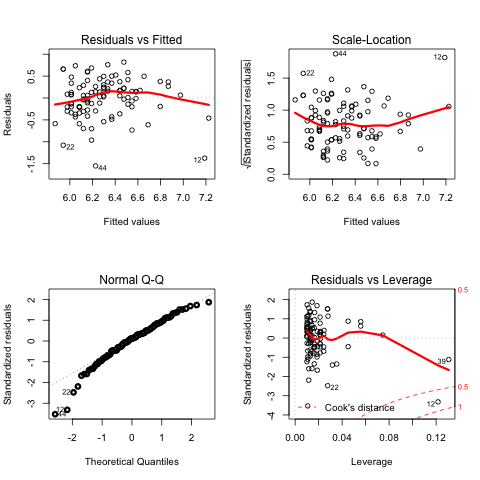 Residuals vs Fitted
Residuals
0.5
-0.5
-1.5
22
44
12
6.0 6.2 6.4 6.6 6.8 7.0 7.2
Fitted values
Scale-Location
√|Standardized residuals|
1.5
1.0
0.5
0.0
44
12
22
6.0 6.2 6.4 6.6 6.8 7.0 7.2
Fitted values
Normal Q-Q
Standardized residuals
2
1
0
-1
-2
-3
22
12
44
-2 -1 0 1 2
Theoretical Quantiles
Residuals vs Leverage
Standardized residuals
2
1
0
-1
-2
-3
-4
0.5
0.5
1
39
22
12
Cook's distance
0.00 0.04 0.08 0.12
Leverage